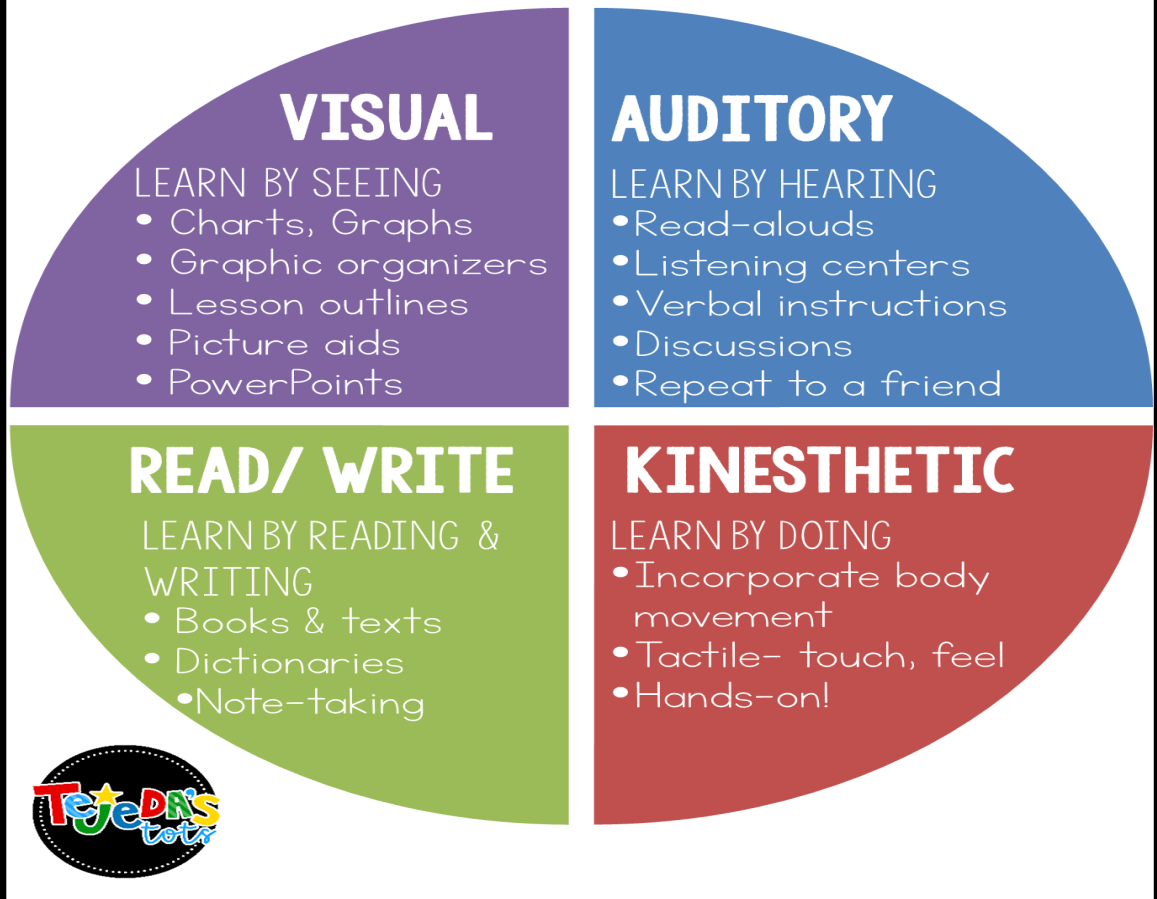 VISUAL
LEARN BY SEEING
• Charts, Graphs
• Graphic organizers
• Lesson outlines
• Picture aids
• PowerPoints
AUDITORY
LEARN BY HEARING
•Read-alouds
•Listening centers
•Verbal instructions
•Discussions
•Repeat to a friend
READ/ WRITE
LEARN BY READING &
WRITING
• Books & texts
• Dictionaries
•Note-taking
KINESTHETIC
LEARN BY DOING
•Incorporate body
movement
•Tactile- touch, feel
•Hands-on!
TEJEDA'S
tots